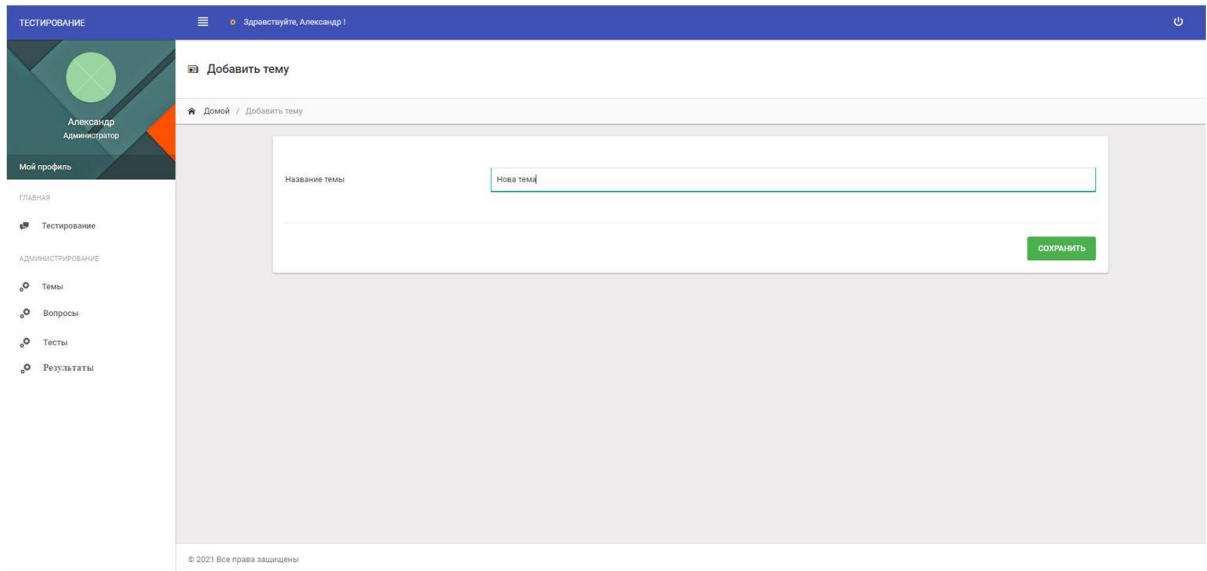 ТЕСТИРОВАНИЕ
Здравствуйте, Александр !
Александр
Администратор
Мой профиль
ГЛАВНАЯ
Тестирование
АДМИНИСТРИРОВАНИЕ
Темы
Вопросы
Тесты
Результаты
Добавить тему
Домой / Добавить тему
Название темы
Нова тема
СОХРАНИТЬ
© 2021 Все права защищены